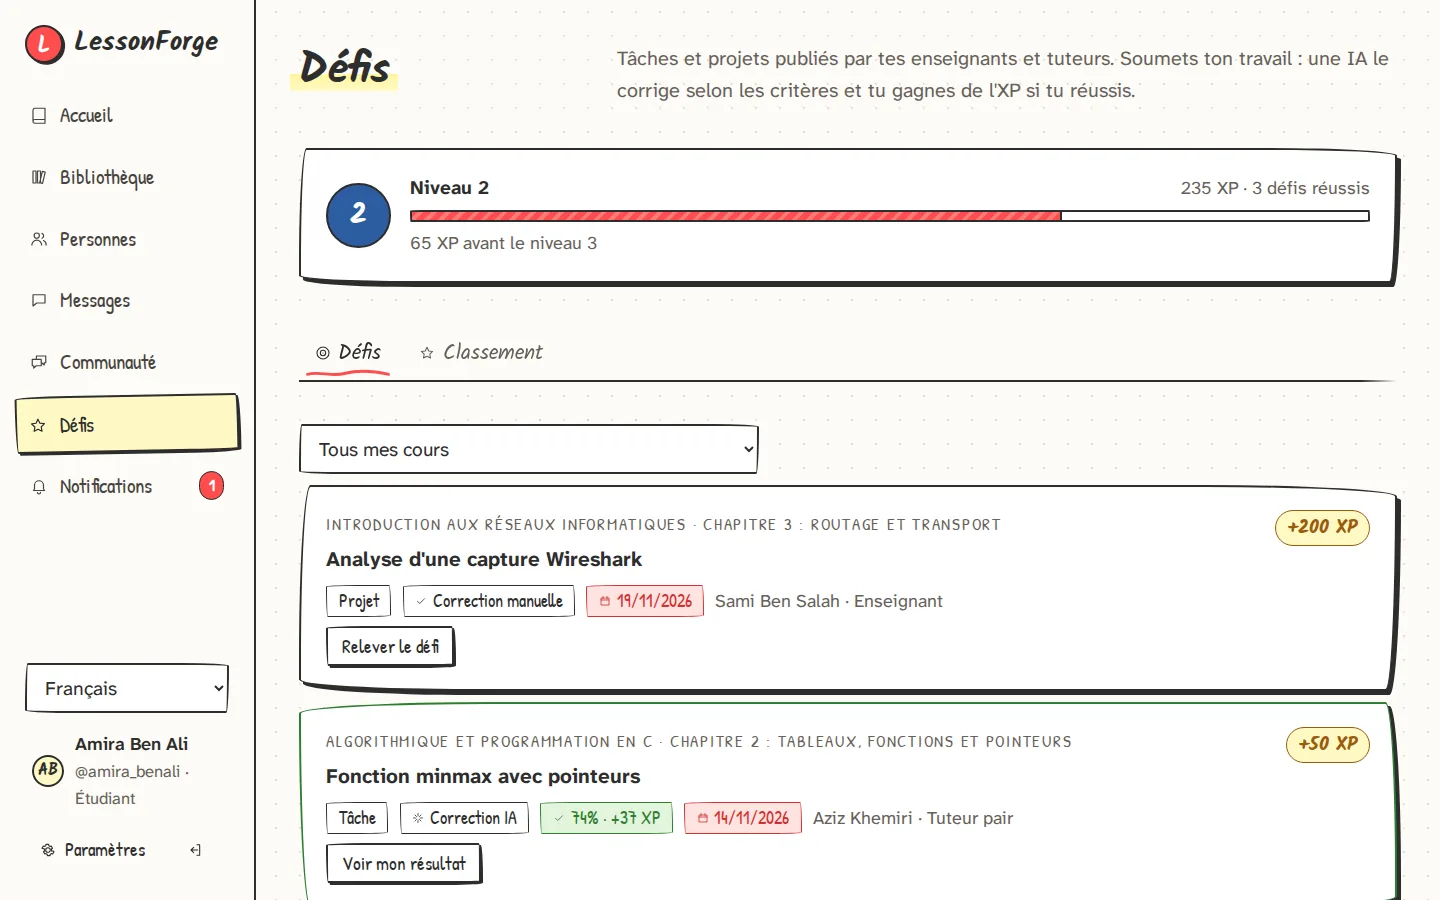 L LessonForge
Accueil
Bibliothèque
Personnes
Messages
Communauté
Défis
Notifications 1
Français
AB
Amira Ben Ali
@amira_benali ·
Étudiant
Paramètres
Défis
Tâches et projets publiés par tes enseignants et tuteurs. Soumets ton travail : une IA le
corrige selon les critères et tu gagnes de l'XP si tu réussis.
2
Niveau 2
235 XP · 3 défis réussis
65 XP avant le niveau 3
Défis Classement
Tous mes cours
INTRODUCTION AUX RÉSEAUX INFORMATIQUES · CHAPITRE 3 : ROUTAGE ET TRANSPORT
+200 XP
Analyse d'une capture Wireshark
Projet Correction manuelle 19/11/2026 Sami Ben Salah · Enseignant
Relever le défi
ALGORITHMIQUE ET PROGRAMMATION EN C · CHAPITRE 2 : TABLEAUX, FONCTIONS ET POINTEURS
+50 XP
Fonction minmax avec pointeurs
Tâche Correction IA 74% · +37 XP 14/11/2026 Aziz Khemiri · Tuteur pair
Voir mon résultat